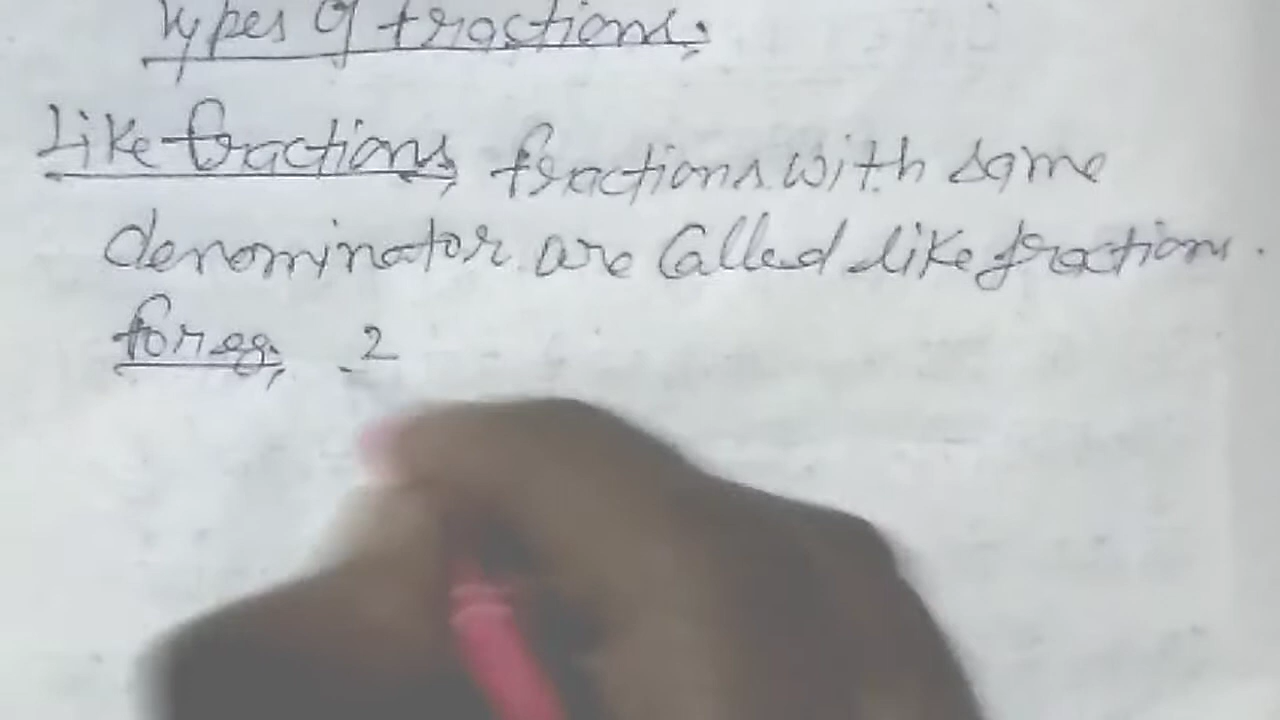 Types of fractions:
Like fractions, fractions with same
denominator are called like fractions.
for eg, 2